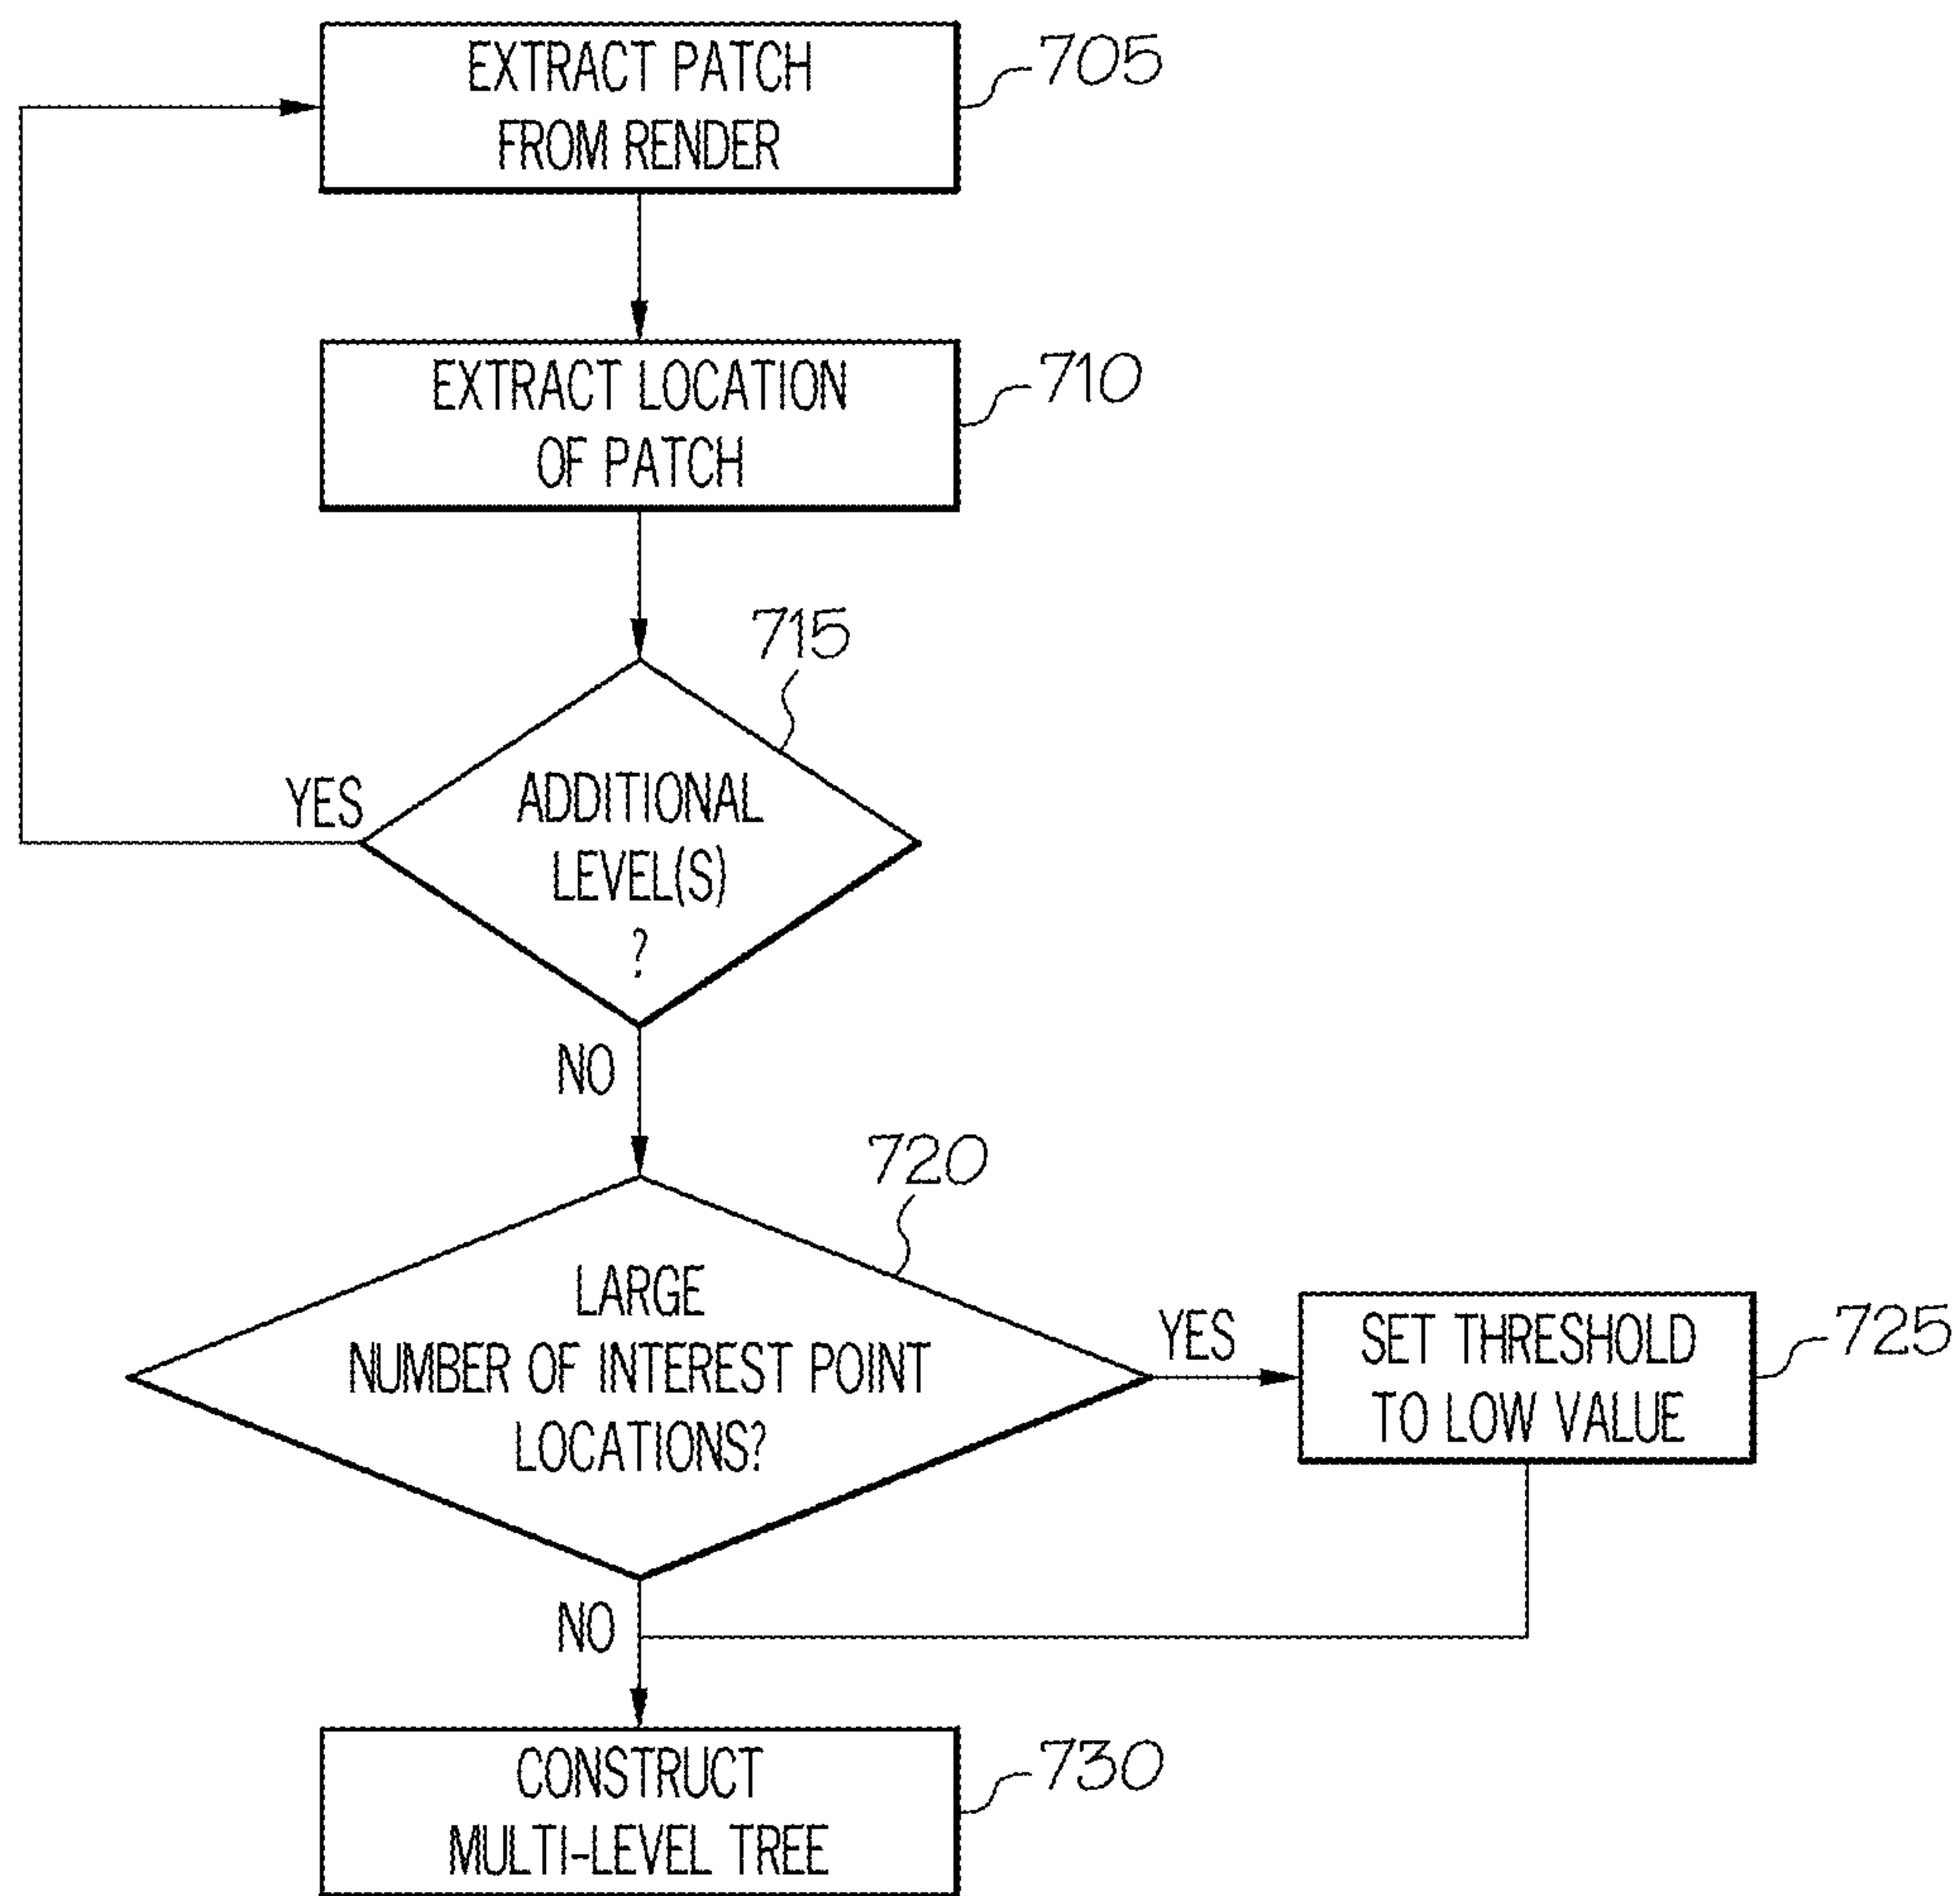 EXTRACT PATCH
FROM RENDER
705
EXTRACT LOCATION
OF PATCH
710
715
YES
ADDITIONAL
LEVEL(S)
?
NO
720
LARGE
NUMBER OF INTEREST POINT
LOCATIONS?
YES
SET THRESHOLD
TO LOW VALUE
725
NO
CONSTRUCT
MULTI-LEVEL TREE
730